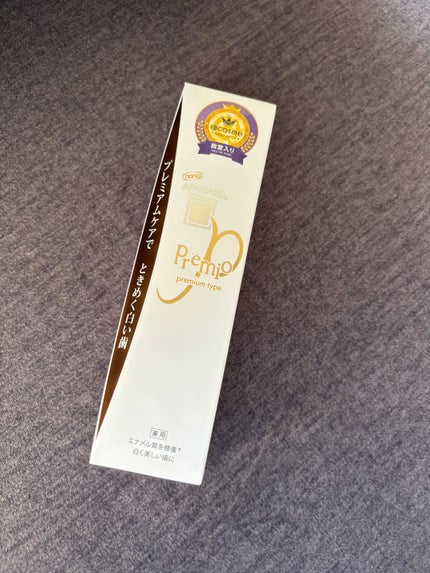 @cosme
殿堂入り
nano
APAGARD®
premio
premium type
プレミアムケアで
ときめく白い歯
薬用
エナメル質を修復*
白く美しい歯に